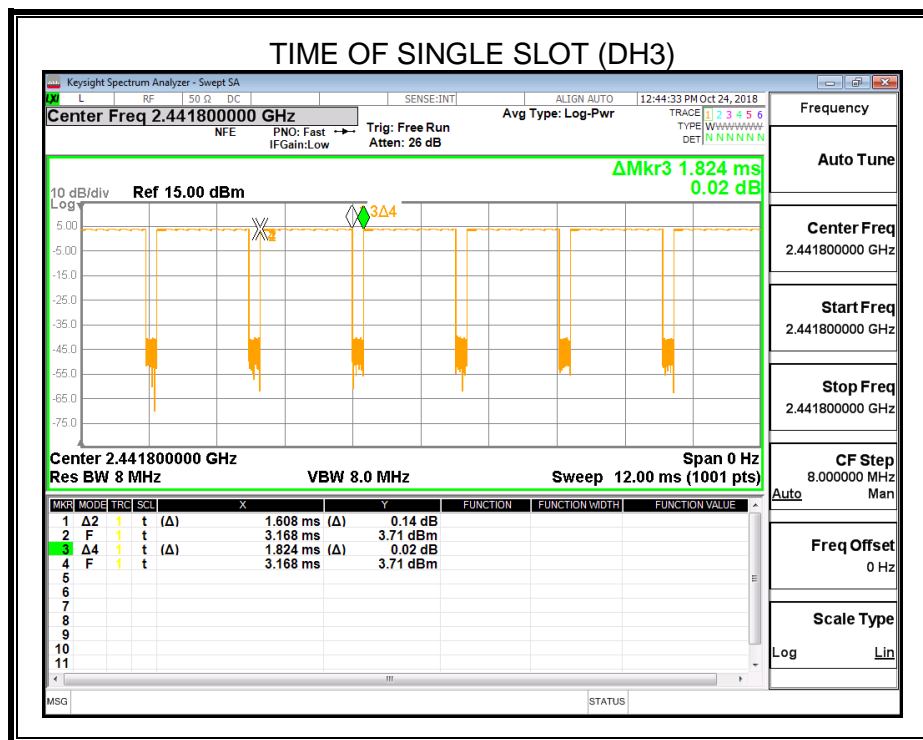 TIME OF SINGLE SLOT (DH3)
Keysight Spectrum Analyzer - Swept SA
LXI L RF 50 Ω DC SENSE:INT ALIGN AUTO 12:44:33 PM Oct 24, 2018
Center Freq 2.441800000 GHz
NFE PNO: Fast IFGain:Low
Trig: Free Run
Atten: 26 dB
Avg Type: Log-Pwr
TRACE 1 2 3 4 5 6
TYPE WWWWWW
DET N N N N N N
ΔMkr3 1.824 ms
0.02 dB
10 dB/div Ref 15.00 dBm
Log
5.00
-5.00
-15.0
-25.0
-35.0
-45.0
-55.0
-65.0
-75.0
3Δ4
Center 2.441800000 GHz Span 0 Hz
Res BW 8 MHz VBW 8.0 MHz Sweep 12.00 ms (1001 pts)
MKR MODE TRC SCL X Y FUNCTION FUNCTION WIDTH FUNCTION VALUE
1 Δ2 1 t (Δ) 1.608 ms (Δ) 0.14 dB
2 F 1 t 3.168 ms 3.71 dBm
3 Δ4 1 t (Δ) 1.824 ms (Δ) 0.02 dB
4 F 1 t 3.168 ms 3.71 dBm
5
6
7
8
9
10
11
MSG STATUS
Frequency
Auto Tune
Center Freq
2.441800000 GHz
Start Freq
2.441800000 GHz
Stop Freq
2.441800000 GHz
CF Step
8.000000 MHz
Auto Man
Freq Offset
0 Hz
Scale Type
Log Lin